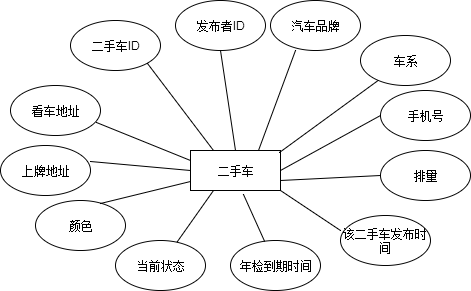 发布者ID
汽车品牌
二手车ID
车系
看车地址
手机号
上牌地址
二手车
排量
颜色
该二手车发布时
间
当前状态
年检到期时间